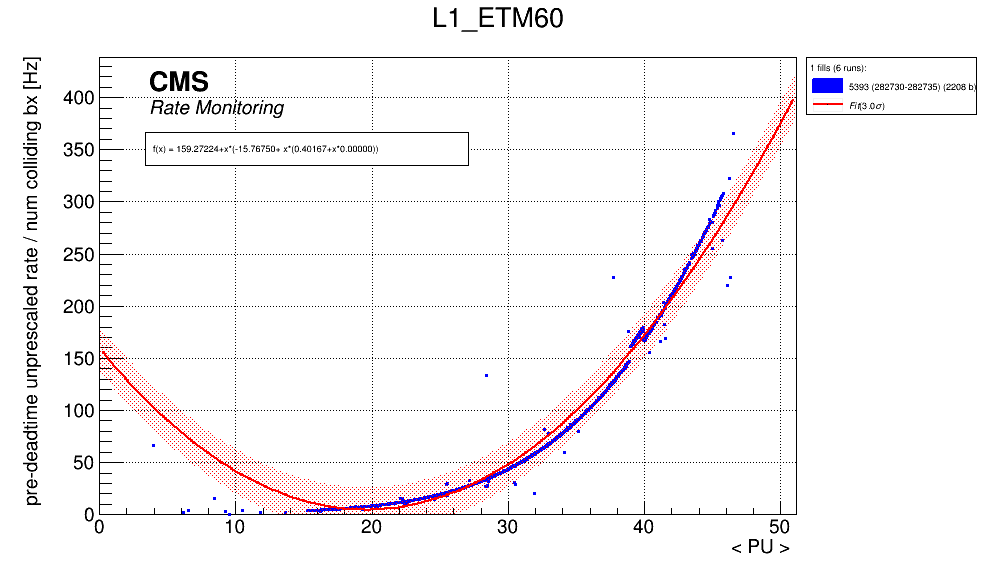 L1_ETM60
pre-deadtime unprescaled rate / num colliding bx [Hz]
CMS
Rate Monitoring
f(x) = 159.27224+x*(-15.76750+ x*(0.40167+x*0.00000))
400
350
300
250
200
150
100
50
0
0 10 20 30 40 50
< PU >
1 fills (6 runs):
5393 (282730-282735) (2208 b)
Fit(3.0σ)